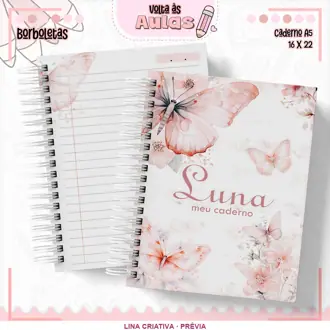 Borboletas
VOLTA ÀS
Aulas
Caderno A5
16 X 22
Luna
meu caderno
LINA CRIATIVA · PRÉVIA